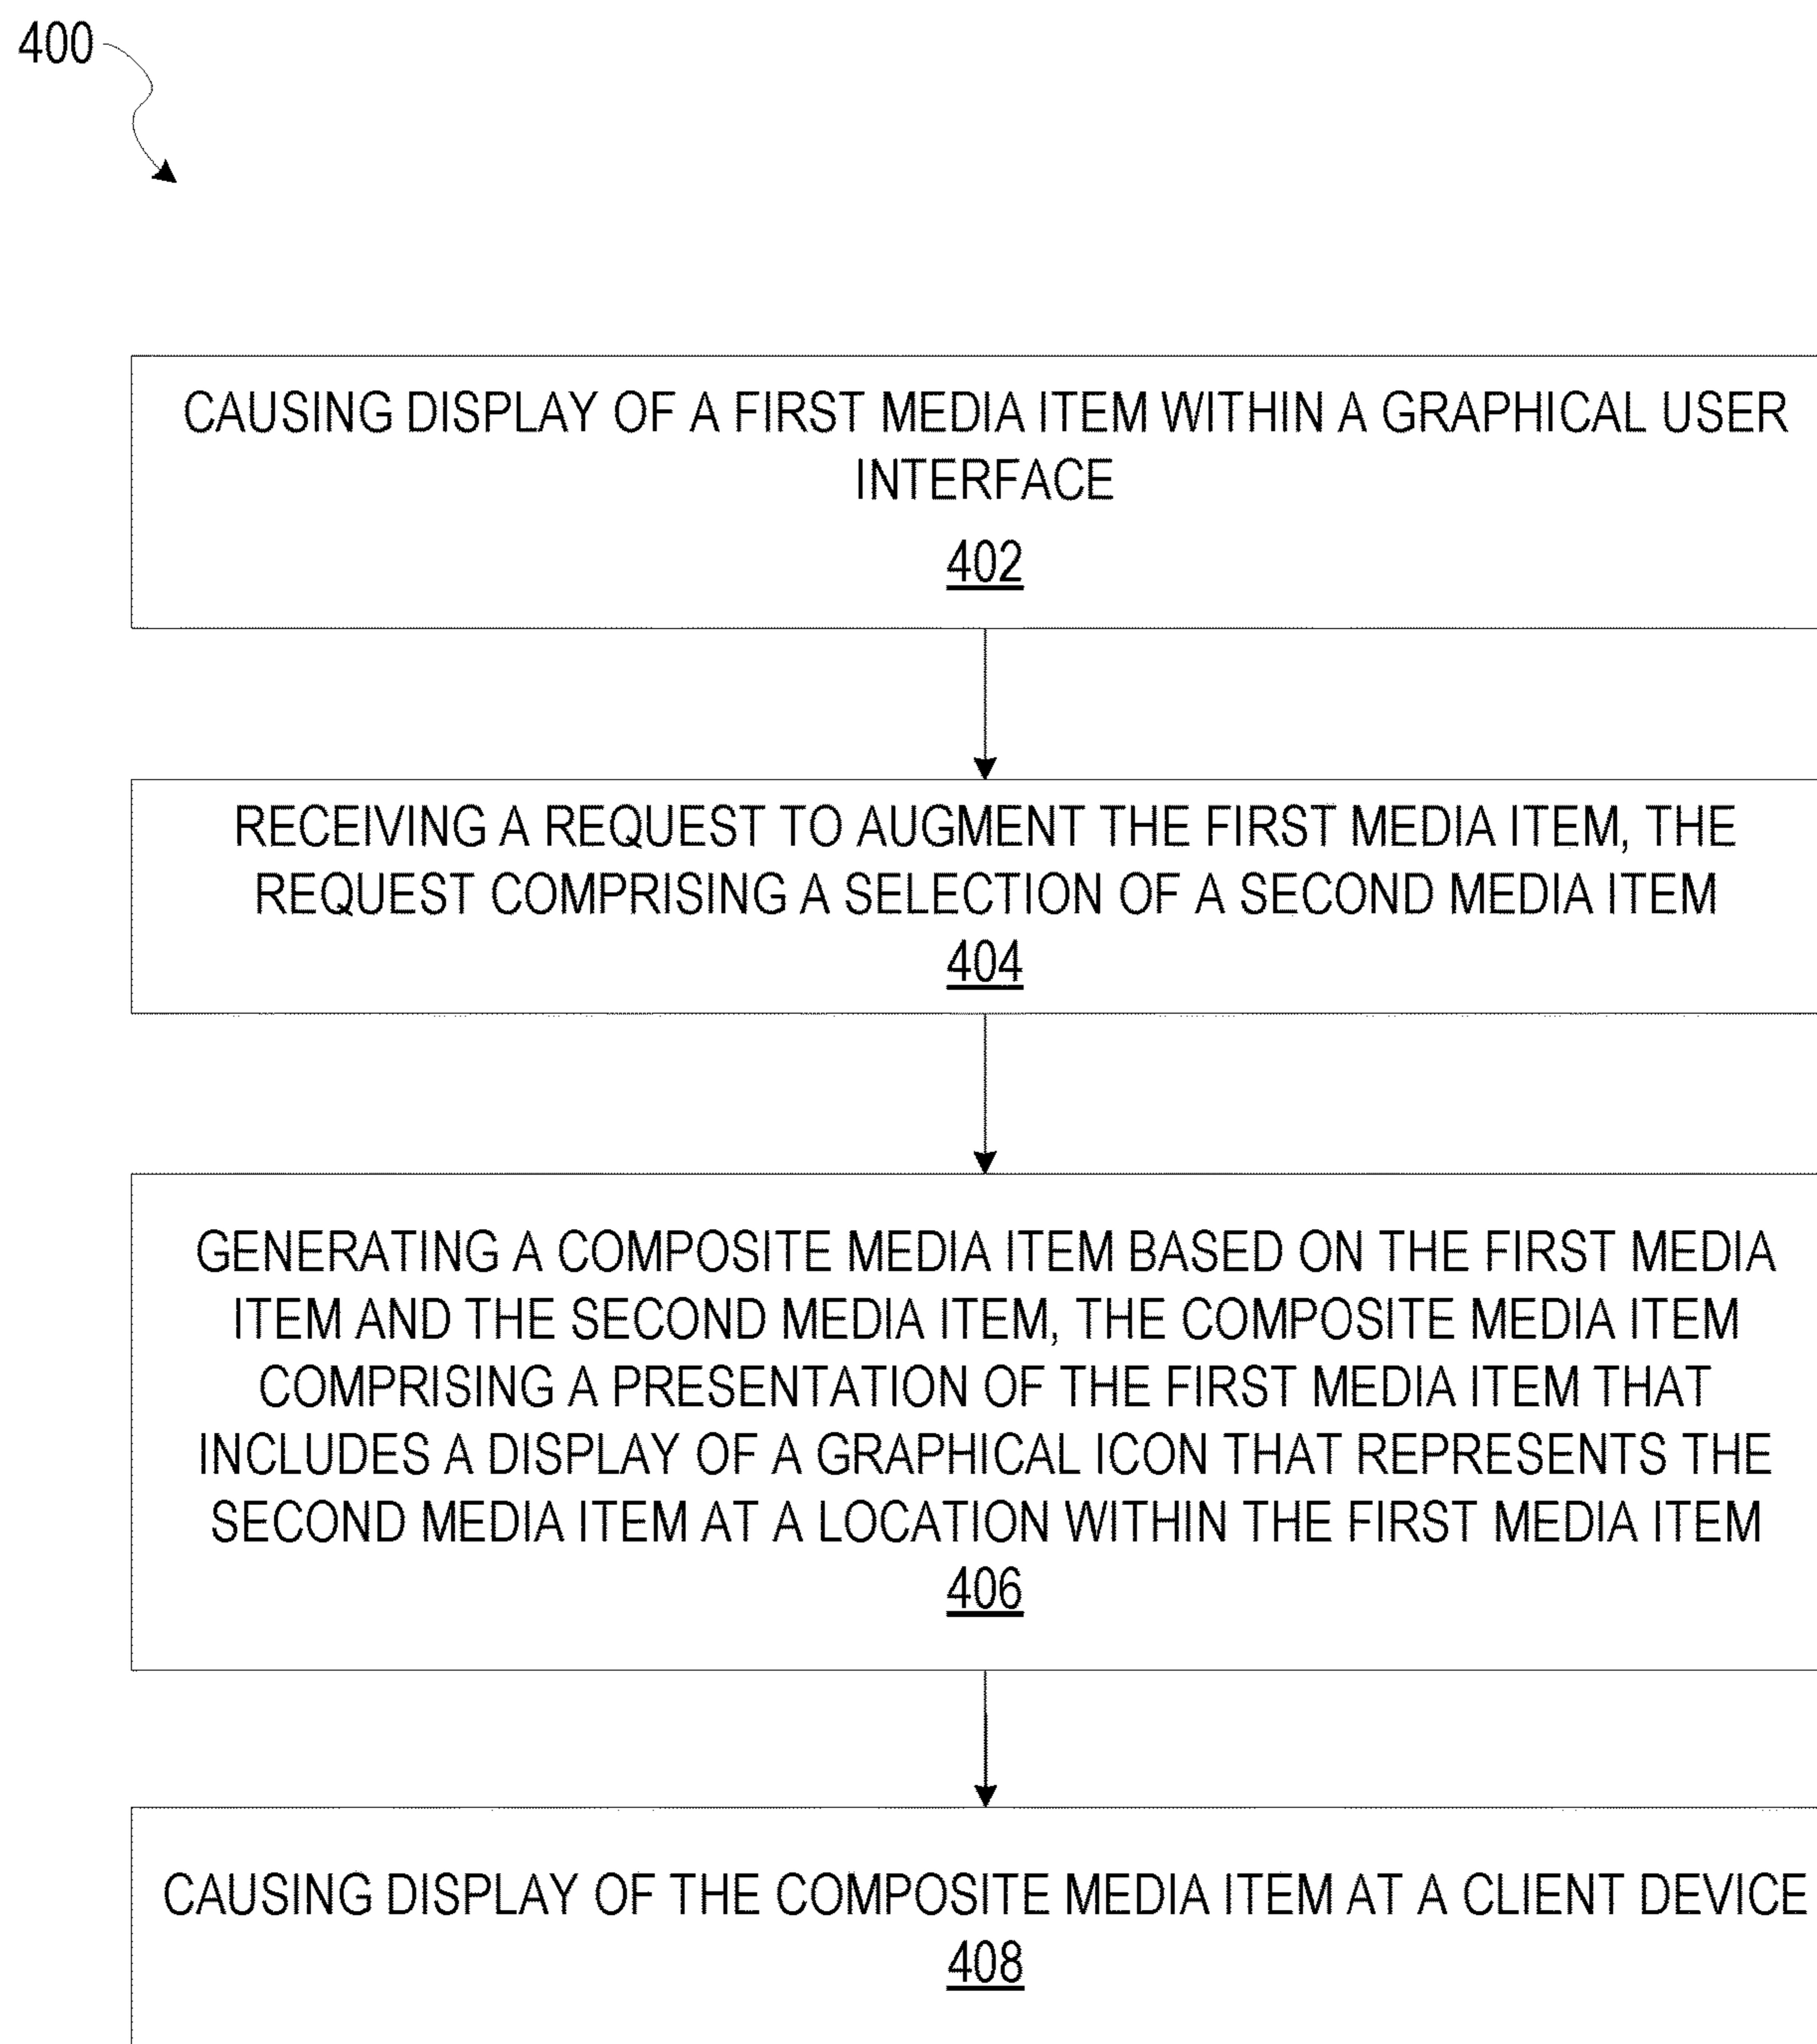 400
CAUSING DISPLAY OF A FIRST MEDIA ITEM WITHIN A GRAPHICAL USER
INTERFACE
402
RECEIVING A REQUEST TO AUGMENT THE FIRST MEDIA ITEM, THE
REQUEST COMPRISING A SELECTION OF A SECOND MEDIA ITEM
404
GENERATING A COMPOSITE MEDIA ITEM BASED ON THE FIRST MEDIA
ITEM AND THE SECOND MEDIA ITEM, THE COMPOSITE MEDIA ITEM
COMPRISING A PRESENTATION OF THE FIRST MEDIA ITEM THAT
INCLUDES A DISPLAY OF A GRAPHICAL ICON THAT REPRESENTS THE
SECOND MEDIA ITEM AT A LOCATION WITHIN THE FIRST MEDIA ITEM
406
CAUSING DISPLAY OF THE COMPOSITE MEDIA ITEM AT A CLIENT DEVICE
408